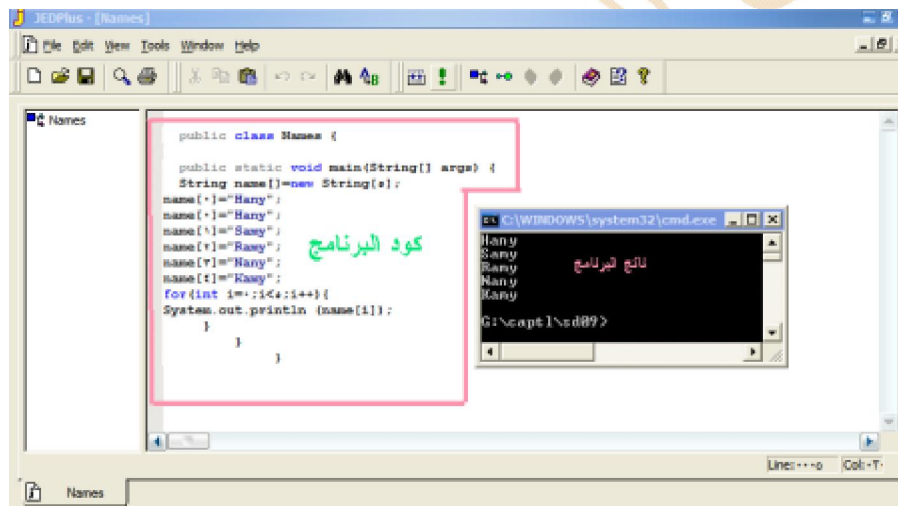 JEDPlus - [Names]
File Edit View Tools Window Help
Names
public class Names {
public static void main(String[] args) {
String name[]=new String[٥];
name[٠]="Hany";
name[٠]="Hany";
name[١]="Samy";
name[٢]="Ramy";
name[٣]="Nany";
name[٤]="Kamy";
for(int i=٠;i<٥;i++){
System.out.println (name[i]);
}
}
}
كود البرنامج
C:\WINDOWS\system32\cmd.exe
Hany
Samy
Ramy
Nany
Kamy
ناتج البرنامج
G:\capt1\sd09>
Line:
Col:
Names